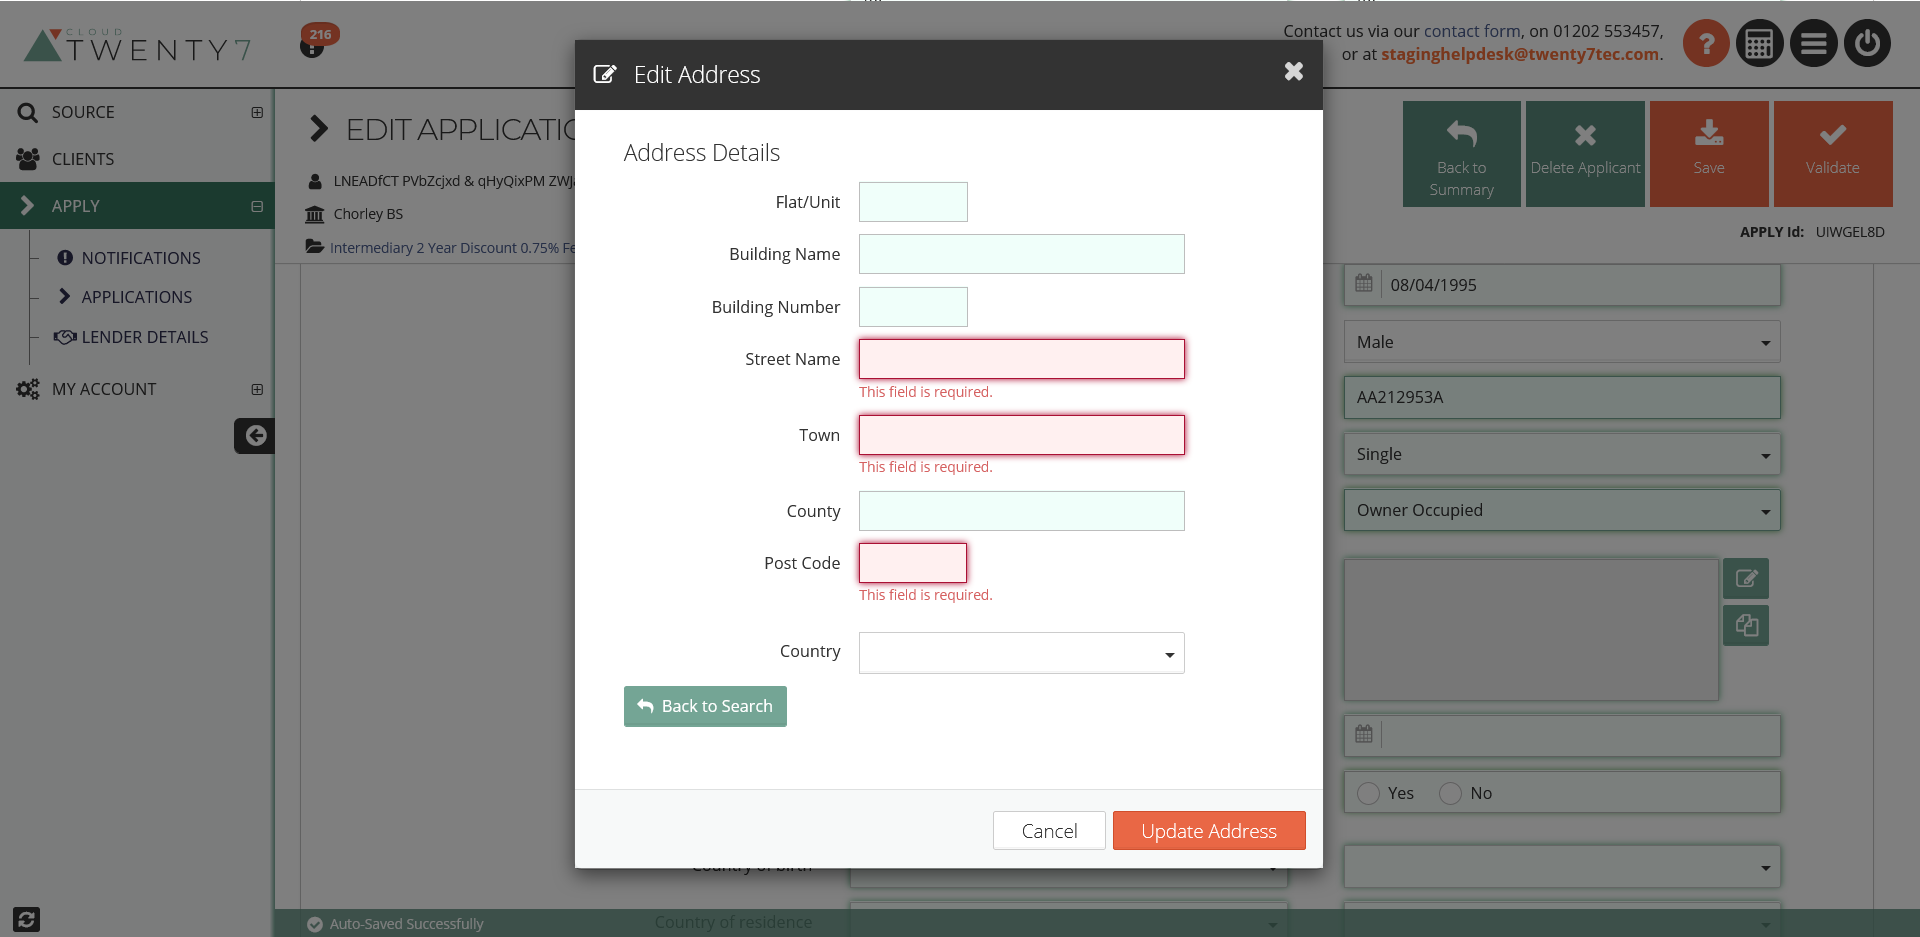 CLOUD
TWENTY7
216
Contact us via our contact form, on 01202 553457,
or at staginghelpdesk@twenty7tec.com.
SOURCE
CLIENTS
APPLY
NOTIFICATIONS
APPLICATIONS
LENDER DETAILS
MY ACCOUNT
EDIT APPLICATIO
LNEADfCT PVbZcjxd & qHyQixPM ZWJ
Chorley BS
Intermediary 2 Year Discount 0.75% Fe
Back to Summary
Delete Applicant
Save
Validate
APPLY Id: UIWGEL8D
Edit Address
Address Details
Flat/Unit
Building Name
Building Number
Street Name
This field is required.
Town
This field is required.
County
Post Code
This field is required.
Country
Back to Search
Cancel
Update Address
08/04/1995
Male
AA212953A
Single
Owner Occupied
Yes No
Country of birth
Country of residence
Auto-Saved Successfully